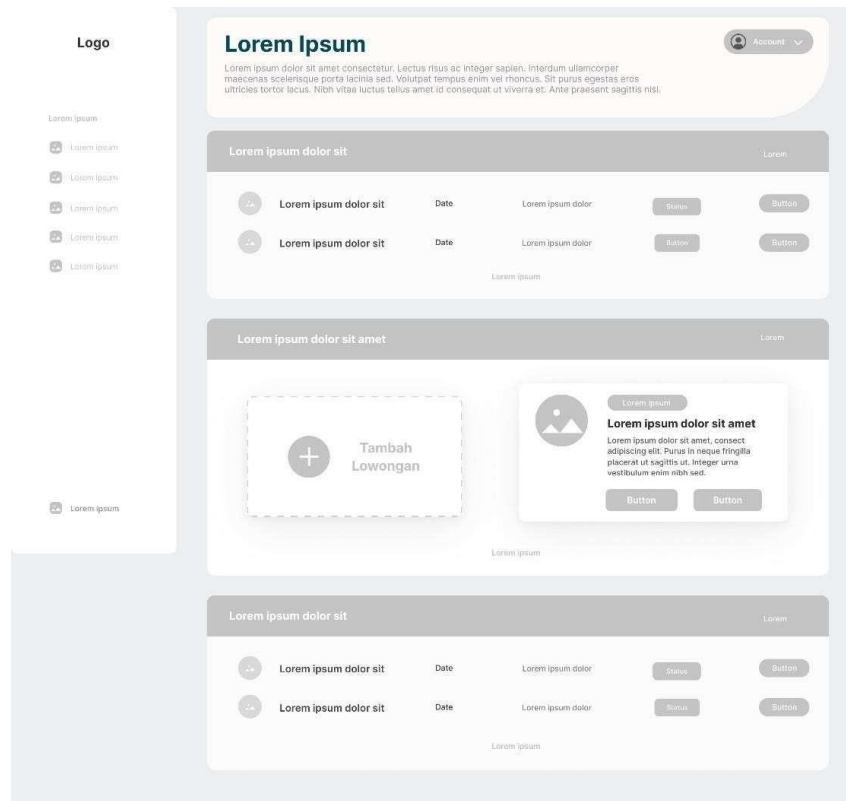 Logo
Lorem ipsum
Lorem ipsum
Lorem ipsum
Lorem ipsum
Lorem ipsum
Lorem ipsum
Lorem ipsum
Lorem Ipsum
Account
Lorem ipsum dolor sit amet consectetur. Lectus risus ac integer sapien. Interdum ullamcorper
maecenas scelerisque porta lacinia sed. Volutpat tempus enim vel rhoncus. Sit purus egestas eros
ultricies tortor lacus. Nibh vitae luctus tellus amet id consequat ut viverra et. Ante praesent sagittis nisl.
Lorem ipsum dolor sit
Lorem
Lorem ipsum dolor sit Date Lorem ipsum dolor Status Button
Lorem ipsum dolor sit Date Lorem ipsum dolor Button Button
Lorem ipsum
Lorem ipsum dolor sit amet
Lorem
Tambah
Lowongan
Lorem ipsum
Lorem ipsum dolor sit amet
Lorem ipsum dolor sit amet, consect
adipiscing elit. Purus in neque fringilla
placerat ut sagittis ut. Integer urna
vestibulum enim nibh sed.
Button Button
Lorem ipsum
Lorem ipsum dolor sit
Lorem
Lorem ipsum dolor sit Date Lorem ipsum dolor Status Button
Lorem ipsum dolor sit Date Lorem ipsum dolor Status Button
Lorem ipsum